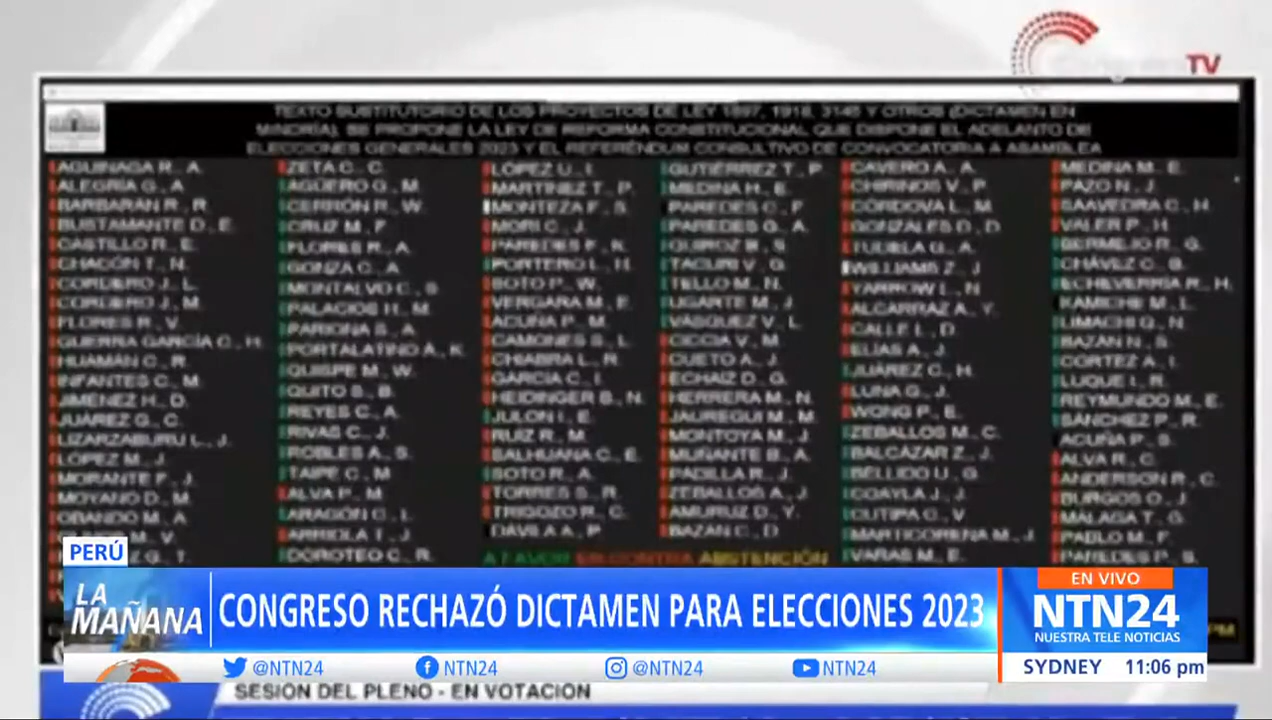 TV
TEXTO SUSTITUTORIO DE LOS PROYECTOS DE LEY 1897, 1918, 3145 Y OTROS (DICTAMEN EN
MINORÍA) SE PROPONE LA LEY DE REFORMA CONSTITUCIONAL QUE DISPONE EL ADELANTO DE
ELECCIONES GENERALES 2023 Y EL REFERÉNDUM CONSULTIVO DE CONVOCATORIA A ASAMBLEA
AGUINAGA R., A.
ALEGRÍA G., A
BARBARÁN R., R.
BUSTAMANTE D., E.
CASTILLO R., E.
CHACÓN T., N.
CORDERO J., L.
CORDERO J., M.
FLORES R., V.
GUERRA GARCÍA C., H.
HUAMÁN C., R.
INFANTES C., M.
JIMÉNEZ H., D.
JUÁREZ G., C.
LIZARZABURU L., J.
LÓPEZ M., J.
MORANTE F., J.
MOYANO D., M.
OBANDO M., A
ZETA C., C.
AGÜERO G., M.
CERRÓN R., W.
CRUZ M., F
FLORES R., A.
GONZA C., A
MONTALVO C., S
PALACIOS H., M.
PARIONA S., A
PORTALATINO A., K.
QUISPE M., W.
QUITO S., B.
REYES C., A.
RIVAS C., J.
ROBLES A., S.
TAIPE C., M
ALVA P., M
ARAGÓN C., L.
ARRIOLA T., J
DOROTEO C., R.
LÓPEZ U., I.
MARTÍNEZ T., P.
MONTEZA F., S.
MORI C., J.
PAREDES F., K.
PORTERO L., H.
SOTO P., W.
VERGARA M., E.
ACUÑA P., M.
CAMONES S., L.
CHIABRA L., R.
GARCÍA C., I.
HEIDINGER B., N.
JULON I., E.
RUIZ R., M.
SALHUANA C., E.
SOTO R., A.
TORRES S., R.
TRIGOZO R., C.
DÁVILA A., P.
GUTIÉRREZ T., P.
MEDINA H., E.
PAREDES C., F.
PAREDES G., A.
QUIROZ B., S.
TACURI V., G.
TELLO M., N.
UGARTE M., J.
VÁSQUEZ V., L.
CICCIA V., M
CUETO A., J.
ECHAÍZ D., G.
HERRERA M., N.
JÁUREGUI M., M.
MONTOYA M., J
MUÑANTE B., A
PADILLA R., J.
ZEBALLOS A., J
AMURUZ D., Y.
BAZÁN C., D
CAVERO A., A.
CHIRINOS V., P.
CÓRDOVA L., M.
GONZALES D., D
TUDELA G., A
WILLIAMS Z., J
YARROW L., N
ALCARRAZ A., Y.
CALLE L., D
ELÍAS A., J
JUÁREZ C., H.
LUNA G., J.
WONG P., E.
ZEBALLOS M., C.
BALCÁZAR Z., J
BELLIDO U., G.
COAYLA J., J
CUTIPA C., V
MARTICORENA M., J
VARAS M., E.
MEDINA M., E.
PAZO N., J.
SAAVEDRA C., H.
VALER P., H
BERMEJO R., G.
CHÁVEZ C., B.
ECHEVERRÍA R., H.
KAMICHE M., L.
LIMACHI Q., N.
BAZÁN N., S
CORTEZ A., I.
LUQUE I., R.
REYMUNDO M., E.
SÁNCHEZ P., R.
ACUÑA P., S.
ALVA R., C.
ANDERSON R., C.
BURGOS O., J
MÁLAGA T., G
PABLO M., F.
PAREDES P., S.
A FAVOR EN CONTRA ABSTENCIÓN
PERÚ
LA
MAÑANA
CONGRESO RECHAZÓ DICTAMEN PARA ELECCIONES 2023
EN VIVO
NTN24
NUESTRA TELE NOTICIAS
@NTN24
NTN24
@NTN24
NTN24
SYDNEY 11:06 pm
PM
SESION DEL PLENO - EN VOTACION